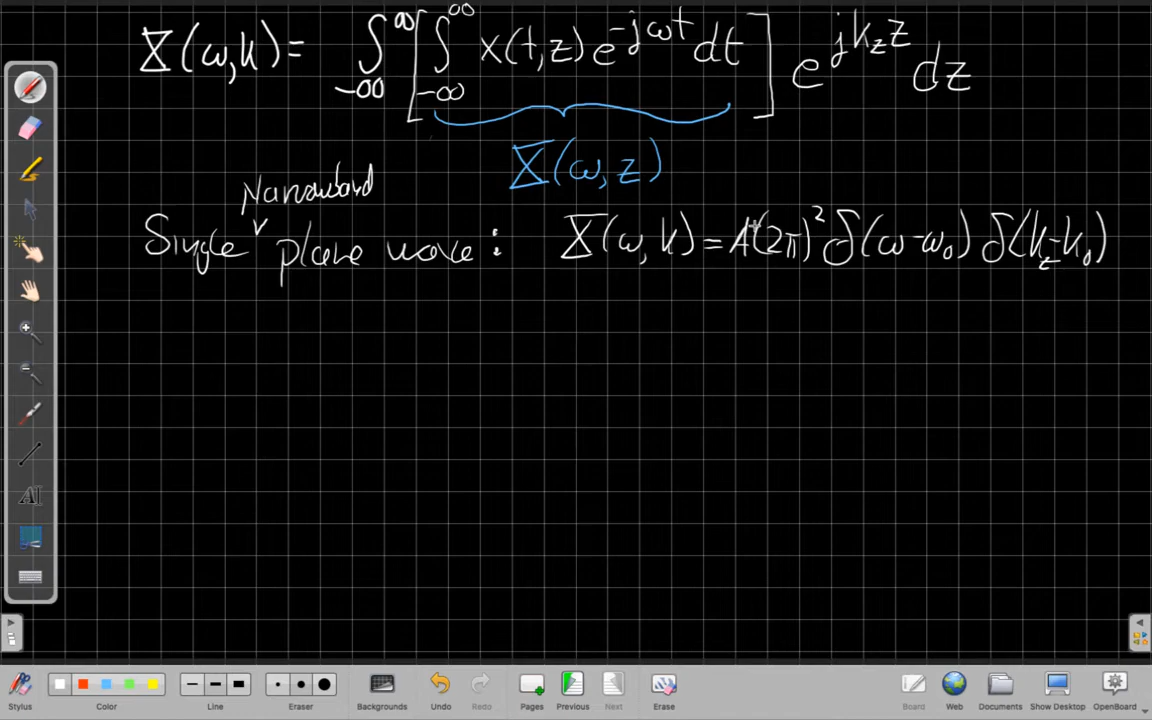 X(ω,k)= ∫_{-∞}^{∞} [∫_{-∞}^{∞} x(t,z) e^{-jωt} dt] e^{jk_z z} dz
X(ω,z)
Narrowband
Single ∨ plane wave: X(ω,k)=A(2π)² δ(ω-ω₀) δ(k_z-k₀)
AI
Stylus Color Line Eraser Backgrounds Undo Redo Pages Previous Next Erase Board Web Documents Show Desktop OpenBoard